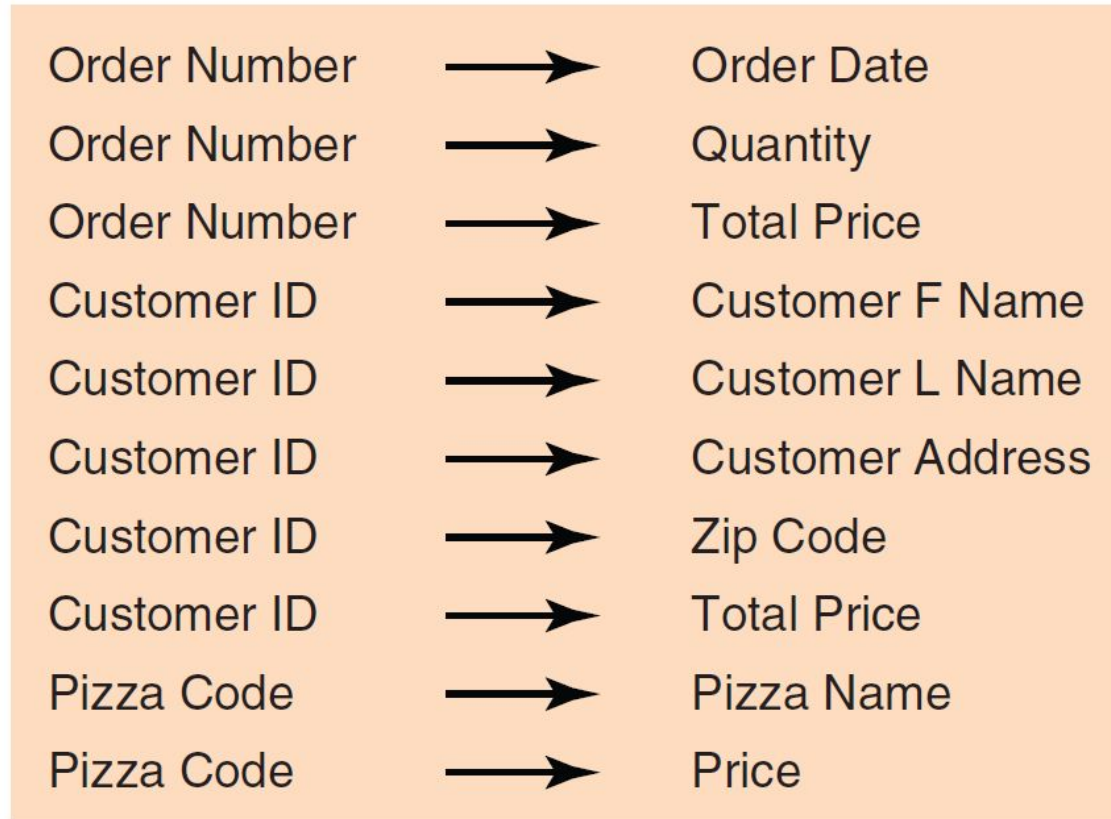 Order Number Order Date
Order Number Quantity
Order Number Total Price
Customer ID Customer F Name
Customer ID Customer L Name
Customer ID Customer Address
Customer ID Zip Code
Customer ID Total Price
Pizza Code Pizza Name
Pizza Code Price